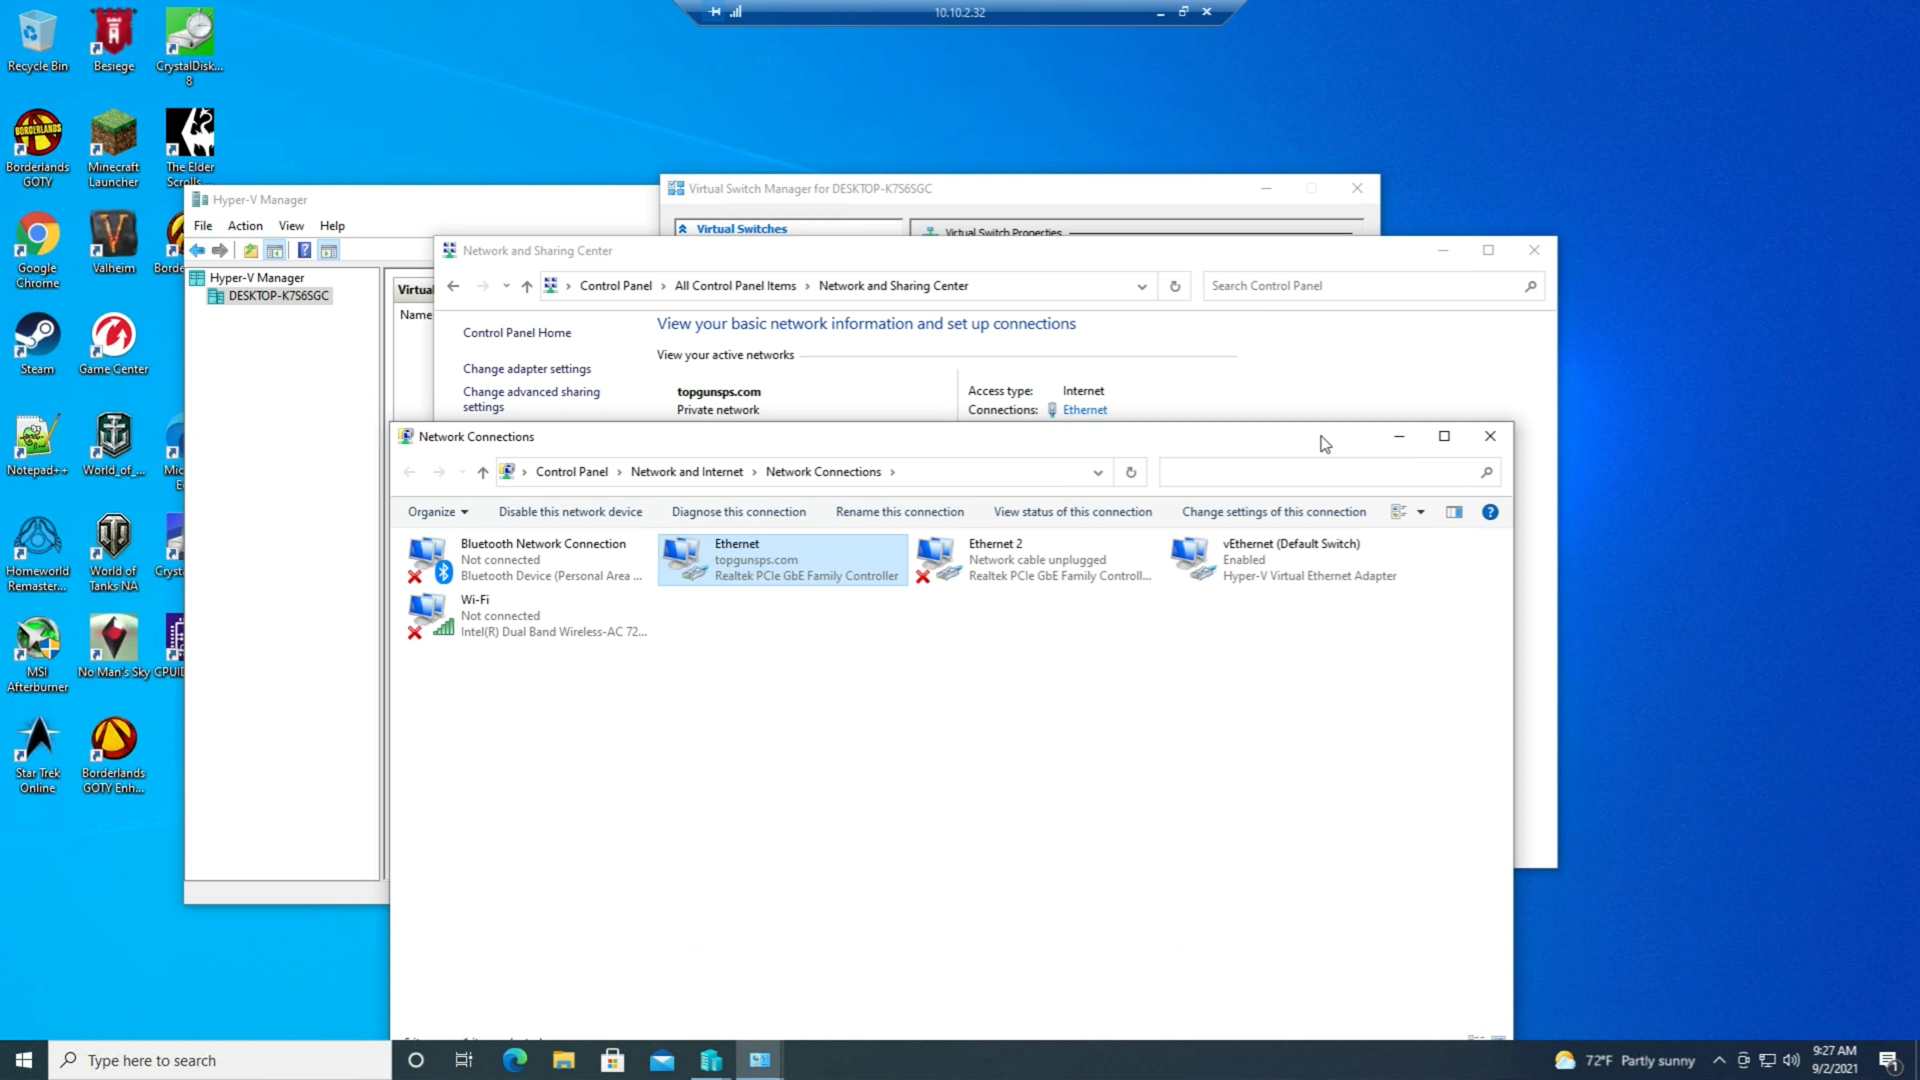 10.10.2.32
Recycle Bin
Besiege
CrystalDisk...
8
Borderlands
GOTY
Minecraft
Launcher
The Elder
Scrolls...
Google
Chrome
Valheim
Borde
Steam
Game Center
Notepad++
World_of_...
Mic
E
Homeworld
Remaster...
World of
Tanks NA
Cryst
MSI
Afterburner
No Man's Sky
CPUID
Star Trek
Online
Borderlands
GOTY Enh...
Hyper-V Manager
File
Action
View
Help
Hyper-V Manager
DESKTOP-K7S6SGC
Virtual
Name
Virtual Switch Manager for DESKTOP-K7S6SGC
Virtual Switches
Virtual Switch Properties
Network and Sharing Center
Control Panel > All Control Panel Items > Network and Sharing Center
Search Control Panel
Control Panel Home
Change adapter settings
Change advanced sharing
settings
View your basic network information and set up connections
View your active networks
topgunsps.com
Private network
Access type: Internet
Connections: Ethernet
Network Connections
Control Panel > Network and Internet > Network Connections >
Organize
Disable this network device
Diagnose this connection
Rename this connection
View status of this connection
Change settings of this connection
Bluetooth Network Connection
Not connected
Bluetooth Device (Personal Area ...
Ethernet
topgunsps.com
Realtek PCIe GbE Family Controller
Ethernet 2
Network cable unplugged
Realtek PCIe GbE Family Controll...
vEthernet (Default Switch)
Enabled
Hyper-V Virtual Ethernet Adapter
Wi-Fi
Not connected
Intel(R) Dual Band Wireless-AC 72...
Type here to search
72°F Partly sunny
9:27 AM
9/2/2021
1